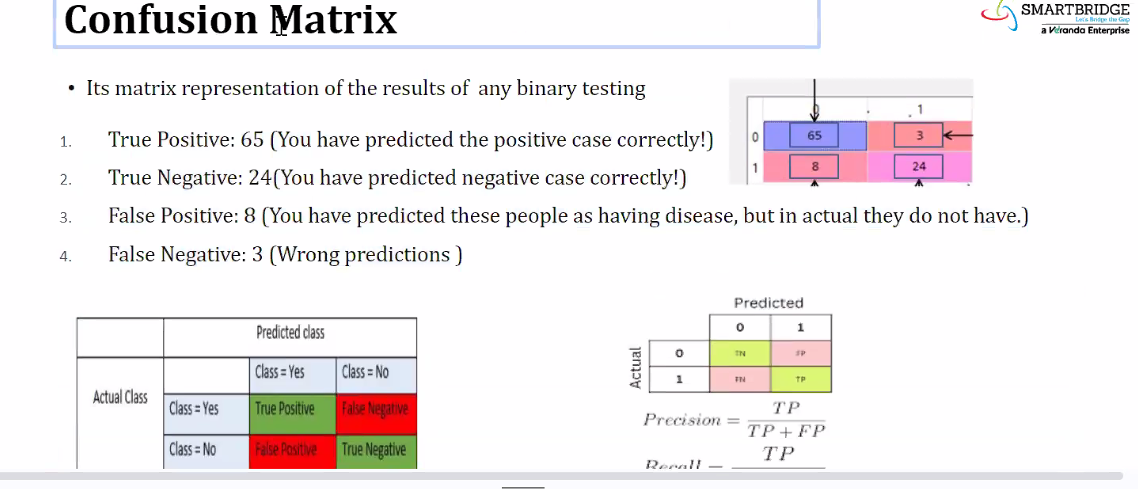 Confusion Matrix
SMARTBRIDGE
Let's Bridge the Gap
a Veranda Enterprise
• Its matrix representation of the results of any binary testing
1. True Positive: 65 (You have predicted the positive case correctly!)
2. True Negative: 24(You have predicted negative case correctly!)
3. False Positive: 8 (You have predicted these people as having disease, but in actual they do not have.)
4. False Negative: 3 (Wrong predictions )
0 1
0 65 3
1 8 24
Predicted class
Actual Class
Class = Yes Class = No
Class = Yes True Positive False Negative
Class = No False Positive True Negative
Predicted
0 1
Actual
0 TN FP
1 FN TP
Precision = TP
TP + FP
Recall = TP